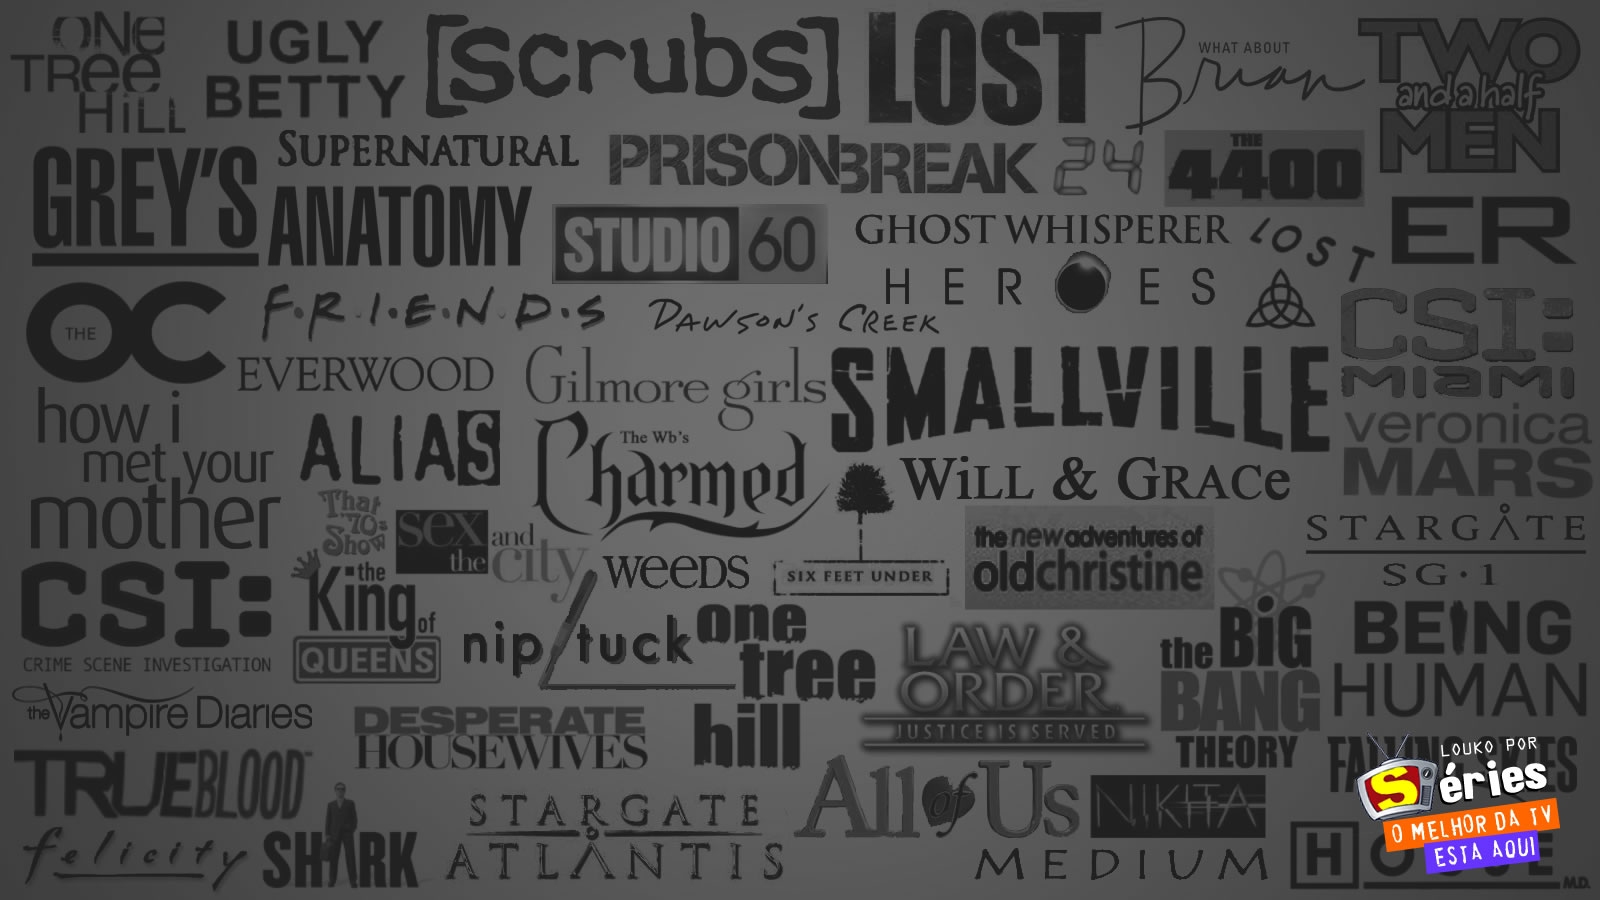 ONe
TRee
HiLL
UGLY
BETTY
[scrubs]
LOST
WHAT ABOUT
Brian
TWO
and a half
MEN
GREY'S
ANATOMY
SUPERNATURAL
PRISON BREAK
24
THE
4400
STUDIO 60
GHOST WHISPERER
LOST
ER
HEROES
THE OC
F·R·I·E·N·D·S
DAWSON'S CREEK
CSI:
MIAMI
EVERWOOD
Gilmore girls
SMALLVILLE
how i
met your
mother
ALIAS
The Wb's
Charmed
WiLL & GRACe
veronica
MARS
That
'70s
Show
sex and
the city
weeDS
SIX FEET UNDER
the new adventures of
old christine
STARGATE
SG·1
CSI:
CRIME SCENE INVESTIGATION
the
King of
QUEENS
nip/tuck
one
tree
hill
LAW &
ORDER
JUSTICE IS SERVED
the BiG
BANG
THEORY
BEING
HUMAN
the Vampire Diaries
DESPERATE
HOUSEWIVES
TRUE BLOOD
felicity
SHARK
STARGATE
ATLANTIS
All of Us
NIKITA
MEDIUM
LOUKO POR
Séries
O MELHOR DA TV
ESTA AQUI
M.D.